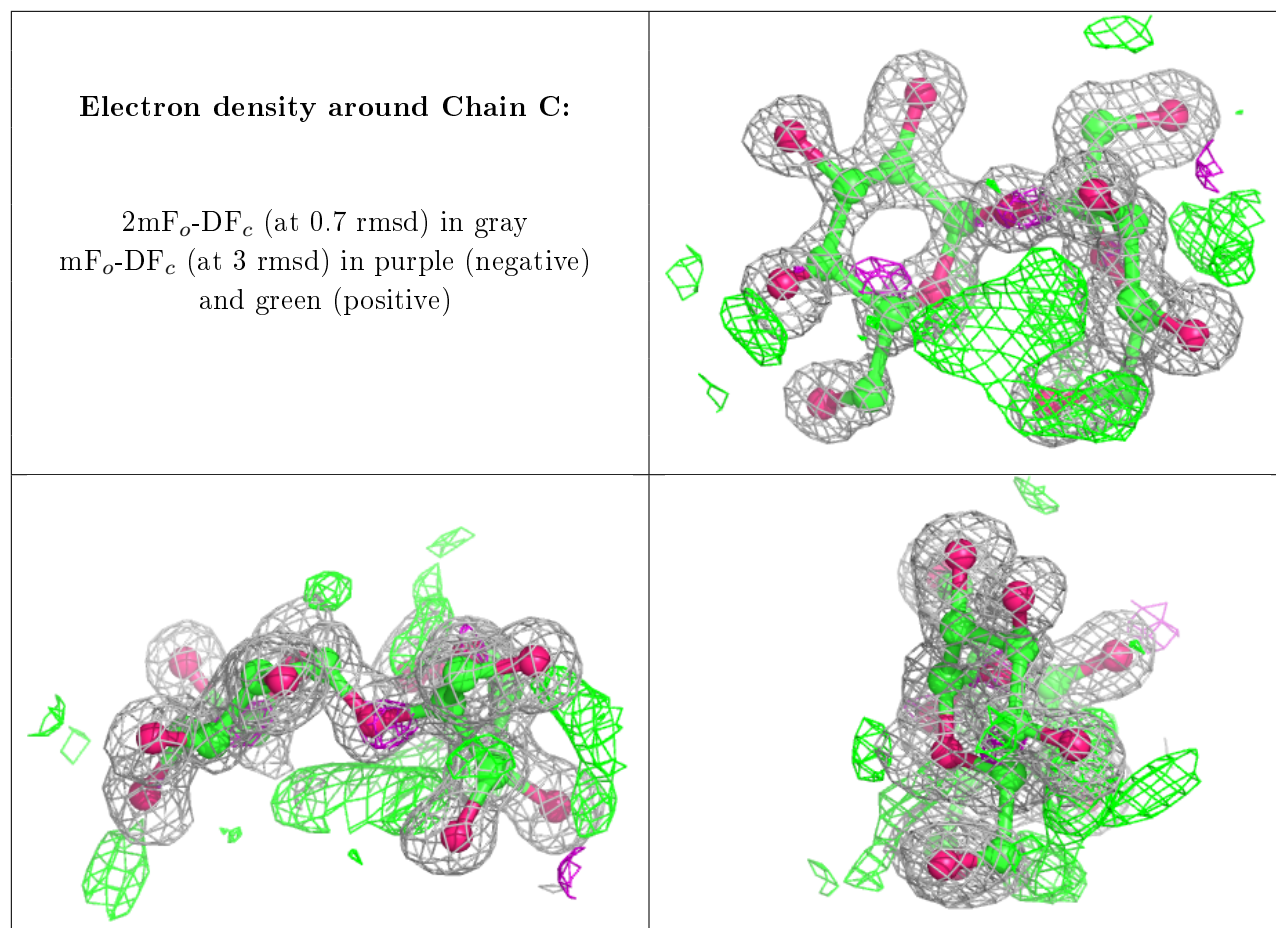 Electron density around Chain C:
2mFo-DFc (at 0.7 rmsd) in gray
mFo-DFc (at 3 rmsd) in purple (negative)
and green (positive)